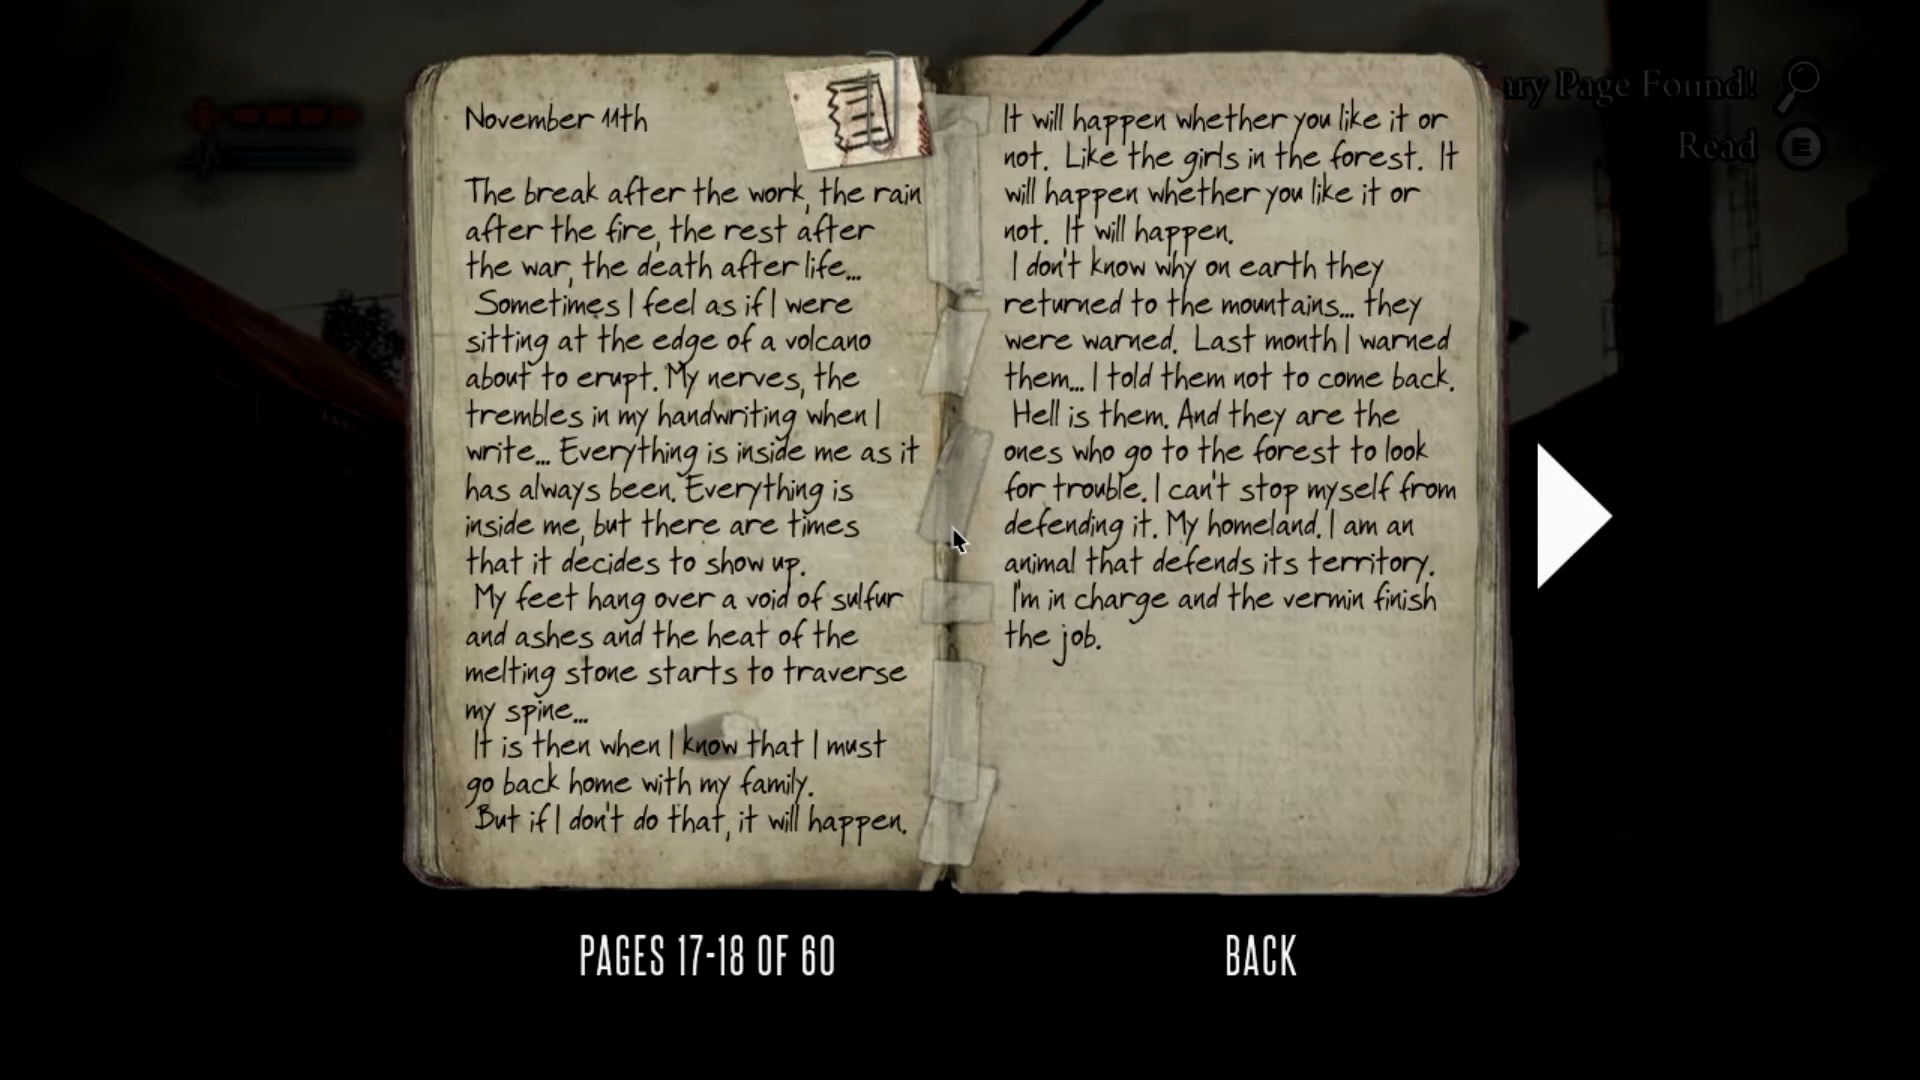 November 11th
The break after the work, the rain
after the fire, the rest after
the war, the death after life...
Sometimes I feel as if I were
sitting at the edge of a volcano
about to erupt. My nerves, the
trembles in my handwriting when I
write... Everything is inside me as it
has always been. Everything is
inside me, but there are times
that it decides to show up.
My feet hang over a void of sulfur
and ashes and the heat of the
melting stone starts to traverse
my spine...
It is then when I know that I must
go back home with my family.
But if I don't do that, it will happen.
It will happen whether you like it or
not. Like the girls in the forest. It
will happen whether you like it or
not. It will happen.
I don't know why on earth they
returned to the mountains... they
were warned. Last month I warned
them... I told them not to come back.
Hell is them. And they are the
ones who go to the forest to look
for trouble. I can't stop myself from
defending it. My homeland. I am an
animal that defends its territory.
I'm in charge and the vermin finish
the job.
ary Page Found!
Read E
PAGES 17-18 OF 60
BACK